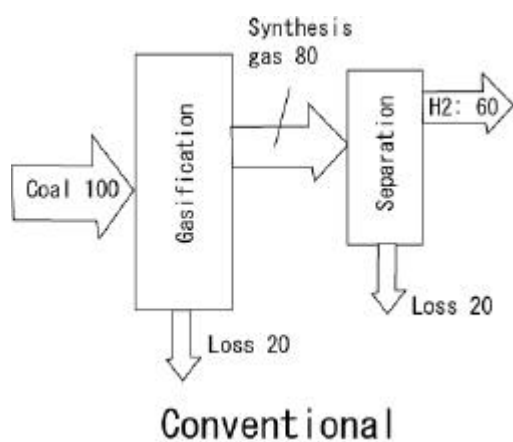 Synthesis
gas 80
H2: 60
Coal 100
Gasification
Separation
Loss 20
Loss 20
Conventional